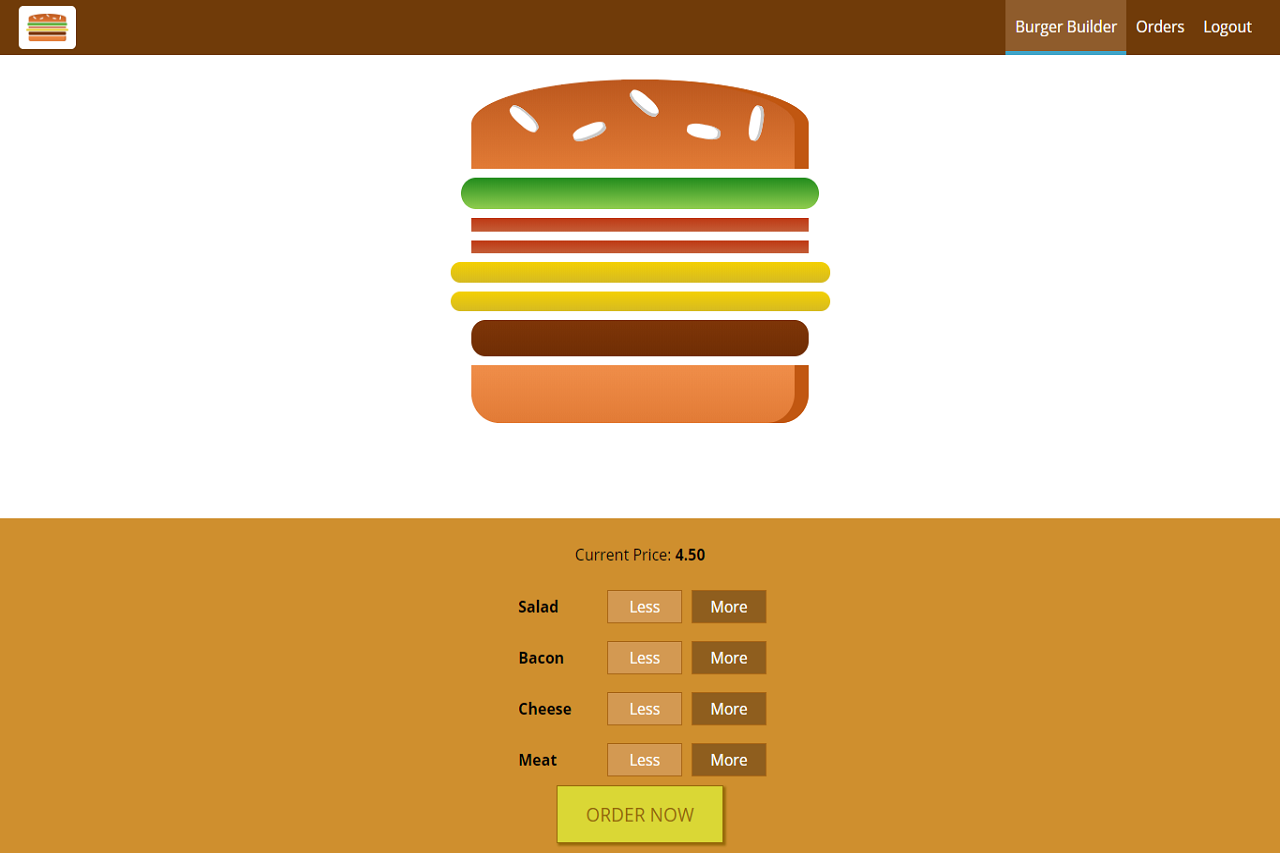 Burger Builder Orders Logout
Current Price: 4.50
Salad Less More
Bacon Less More
Cheese Less More
Meat Less More
ORDER NOW